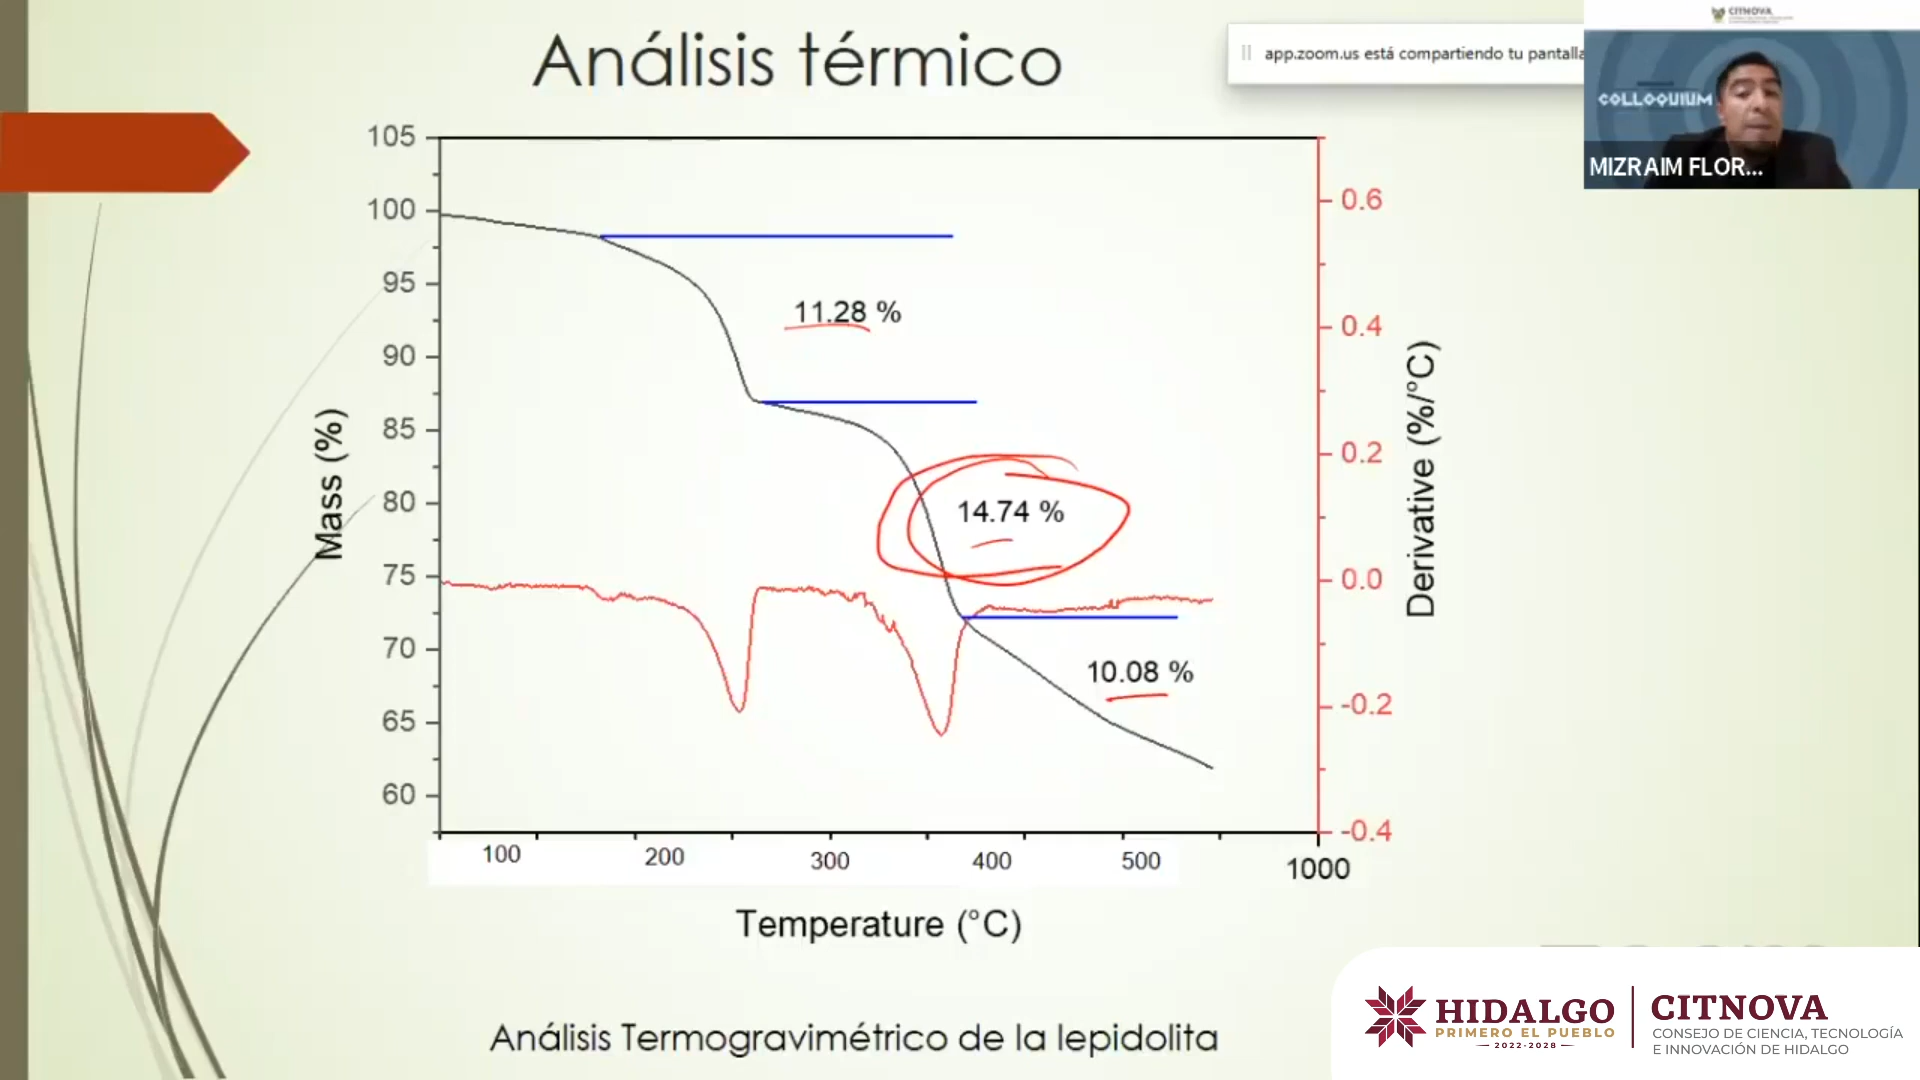 Análisis térmico
app.zoom.us está compartiendo tu pantalla
CITNOVA
COLLOQUIUM
MIZRAIM FLOR...
105
100
95
90
85
80
75
70
65
60
Mass (%)
11.28 %
14.74 %
10.08 %
0.6
0.4
0.2
0.0
-0.2
-0.4
Derivative (%/°C)
100
200
300
400
500
1000
Temperature (°C)
Análisis Termogravimétrico de la lepidolita
HIDALGO
PRIMERO EL PUEBLO
2022-2028
CITNOVA
CONSEJO DE CIENCIA, TECNOLOGÍA
E INNOVACIÓN DE HIDALGO